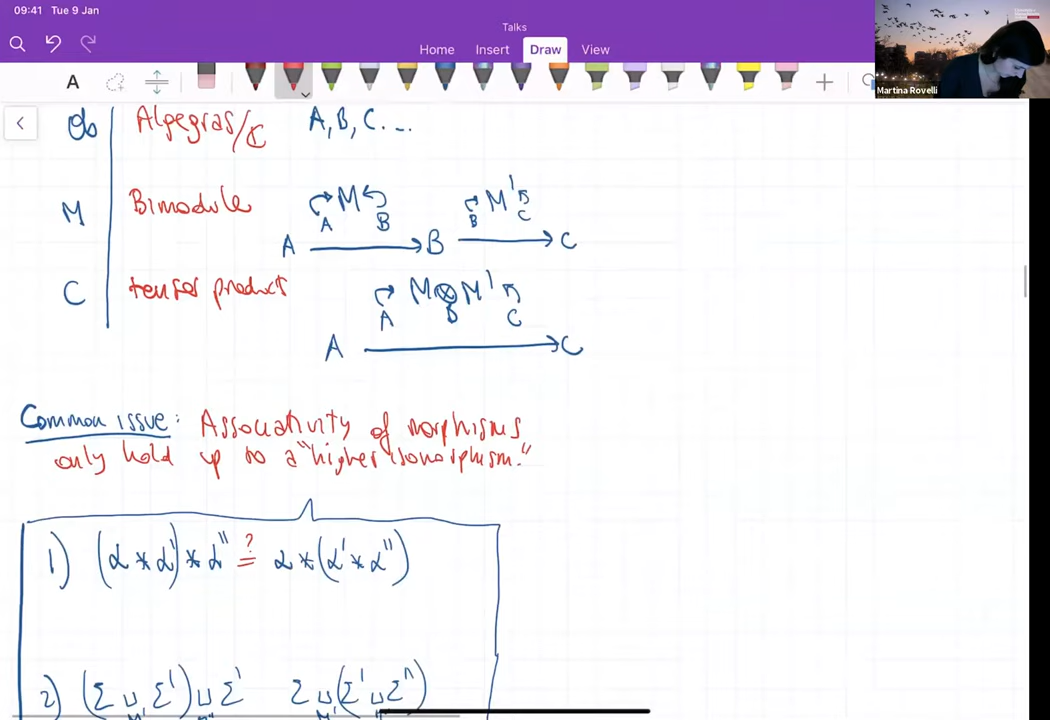 09:41 Tue 9 Jan
Talks
Home Insert Draw View
Martina Rovelli
Ob Algegras/ℂ A, B, C...
M Bimodule M M'
A B B C
A → B → C
C tensor product M ⊗ M'
A B C
A → C
Common issue: Associativity of morphisms
only hold up to a "higher isomorphism."
1) (α * α') * α'' ?= α * (α' * α'')
2) (Σ ⊔ Σ') ⊔ Σ' Σ ⊔ (Σ' ⊔ Σ'')